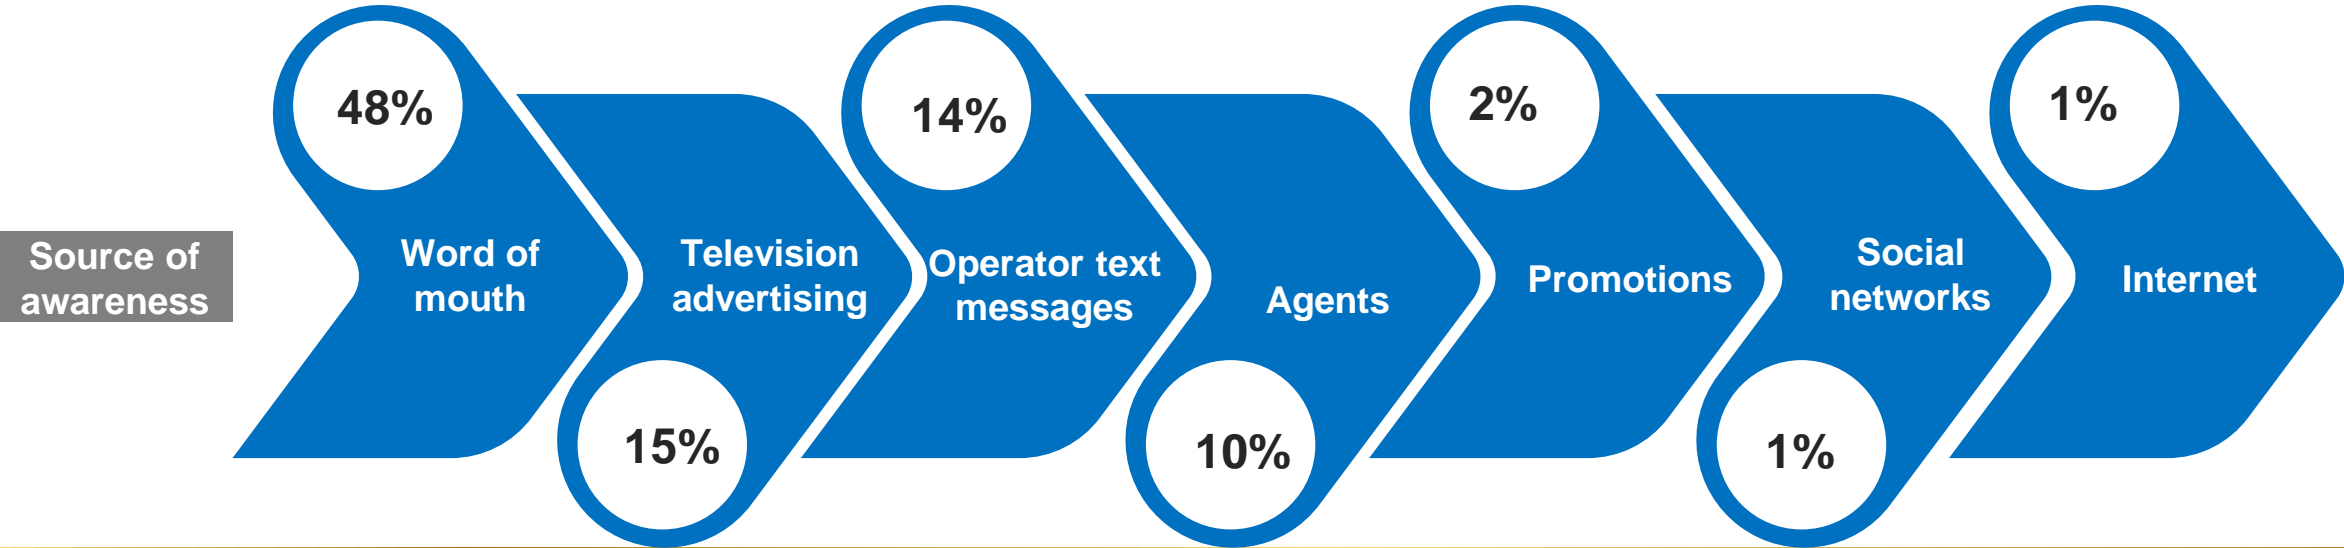 Source of
awareness
48%
Word of
mouth
15%
Television
advertising
14%
Operator text
messages
10%
Agents
2%
Promotions
1%
Social
networks
1%
Internet